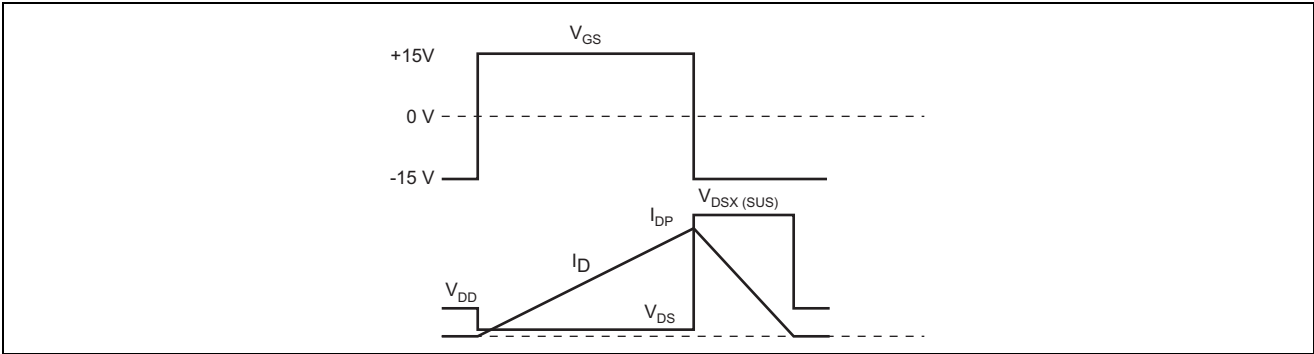 V_GS
+15V
0 V
-15 V
V_DSX (SUS)
I_DP
I_D
V_DD
V_DS